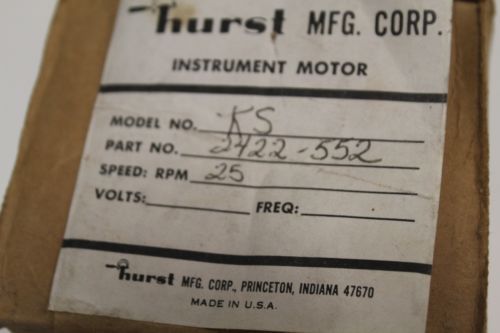 hurst MFG. CORP.
INSTRUMENT MOTOR
MODEL NO. KS
PART NO. 2422-552
SPEED: RPM 25
VOLTS: FREQ:
hurst MFG. CORP., PRINCETON, INDIANA 47670
MADE IN U.S.A.